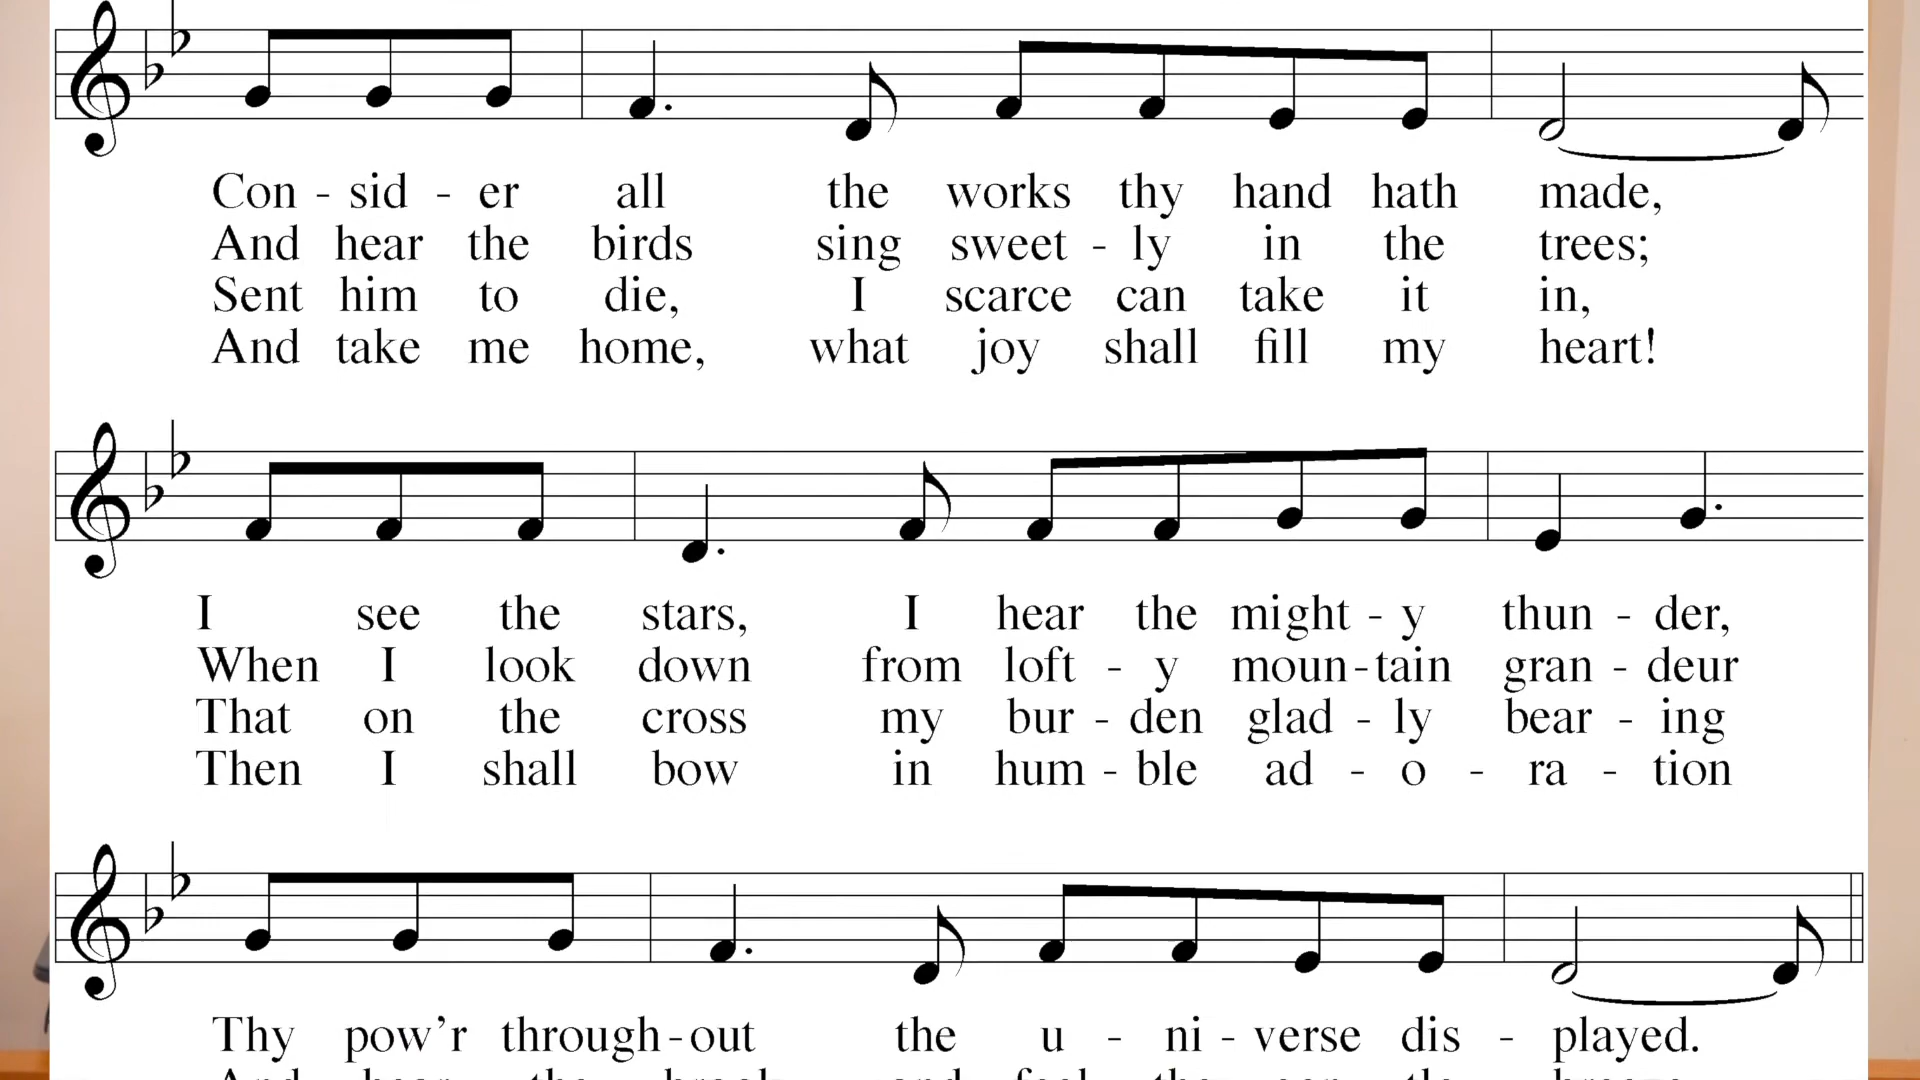 Con - sid - er all the works thy hand hath made,
And hear the birds sing sweet - ly in the trees;
Sent him to die, I scarce can take it in,
And take me home, what joy shall fill my heart!
I see the stars, I hear the might - y thun - der,
When I look down from loft - y moun - tain gran - deur
That on the cross my bur - den glad - ly bear - ing
Then I shall bow in hum - ble ad - o - ra - tion
Thy pow’r through - out the u - ni - verse dis - played.